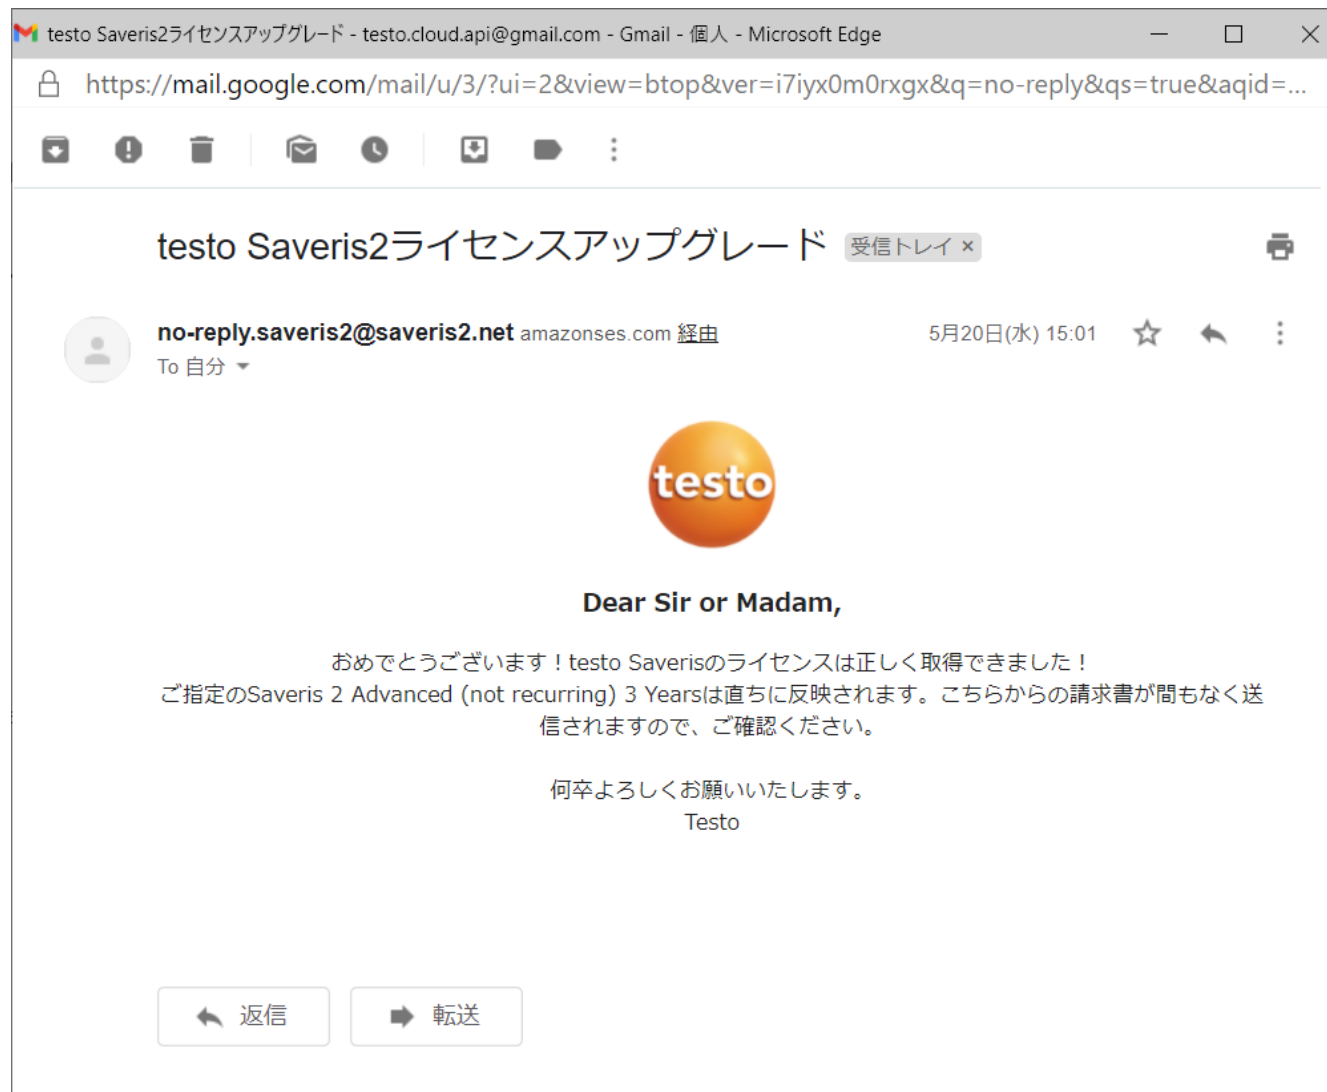 testo Saveris2ライセンスアップグレード - testo.cloud.api@gmail.com - Gmail - 個人 - Microsoft Edge
https://mail.google.com/mail/u/3/?ui=2&view=btop&ver=i7iyx0m0rxgx&q=no-reply&qs=true&aqid=...
testo Saveris2ライセンスアップグレード 受信トレイ ×
no-reply.saveris2@saveris2.net amazonses.com 経由 5月20日(水) 15:01
To 自分
testo
Dear Sir or Madam,
おめでとうございます！testo Saverisのライセンスは正しく取得できました！
ご指定のSaveris 2 Advanced (not recurring) 3 Yearsは直ちに反映されます。こちらからの請求書が間もなく送
信されますので、ご確認ください。
何卒よろしくお願いいたします。
Testo
返信 転送